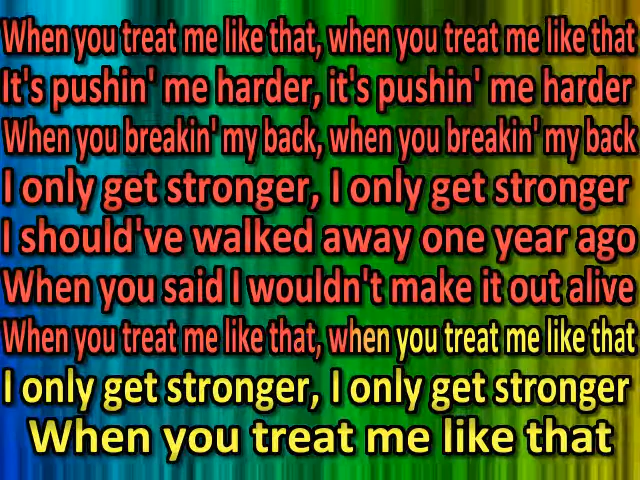 When you treat me like that, when you treat me like that
It's pushin' me harder, it's pushin' me harder
When you breakin' my back, when you breakin' my back
I only get stronger, I only get stronger
I should've walked away one year ago
When you said I wouldn't make it out alive
When you treat me like that, when you treat me like that
I only get stronger, I only get stronger
When you treat me like that